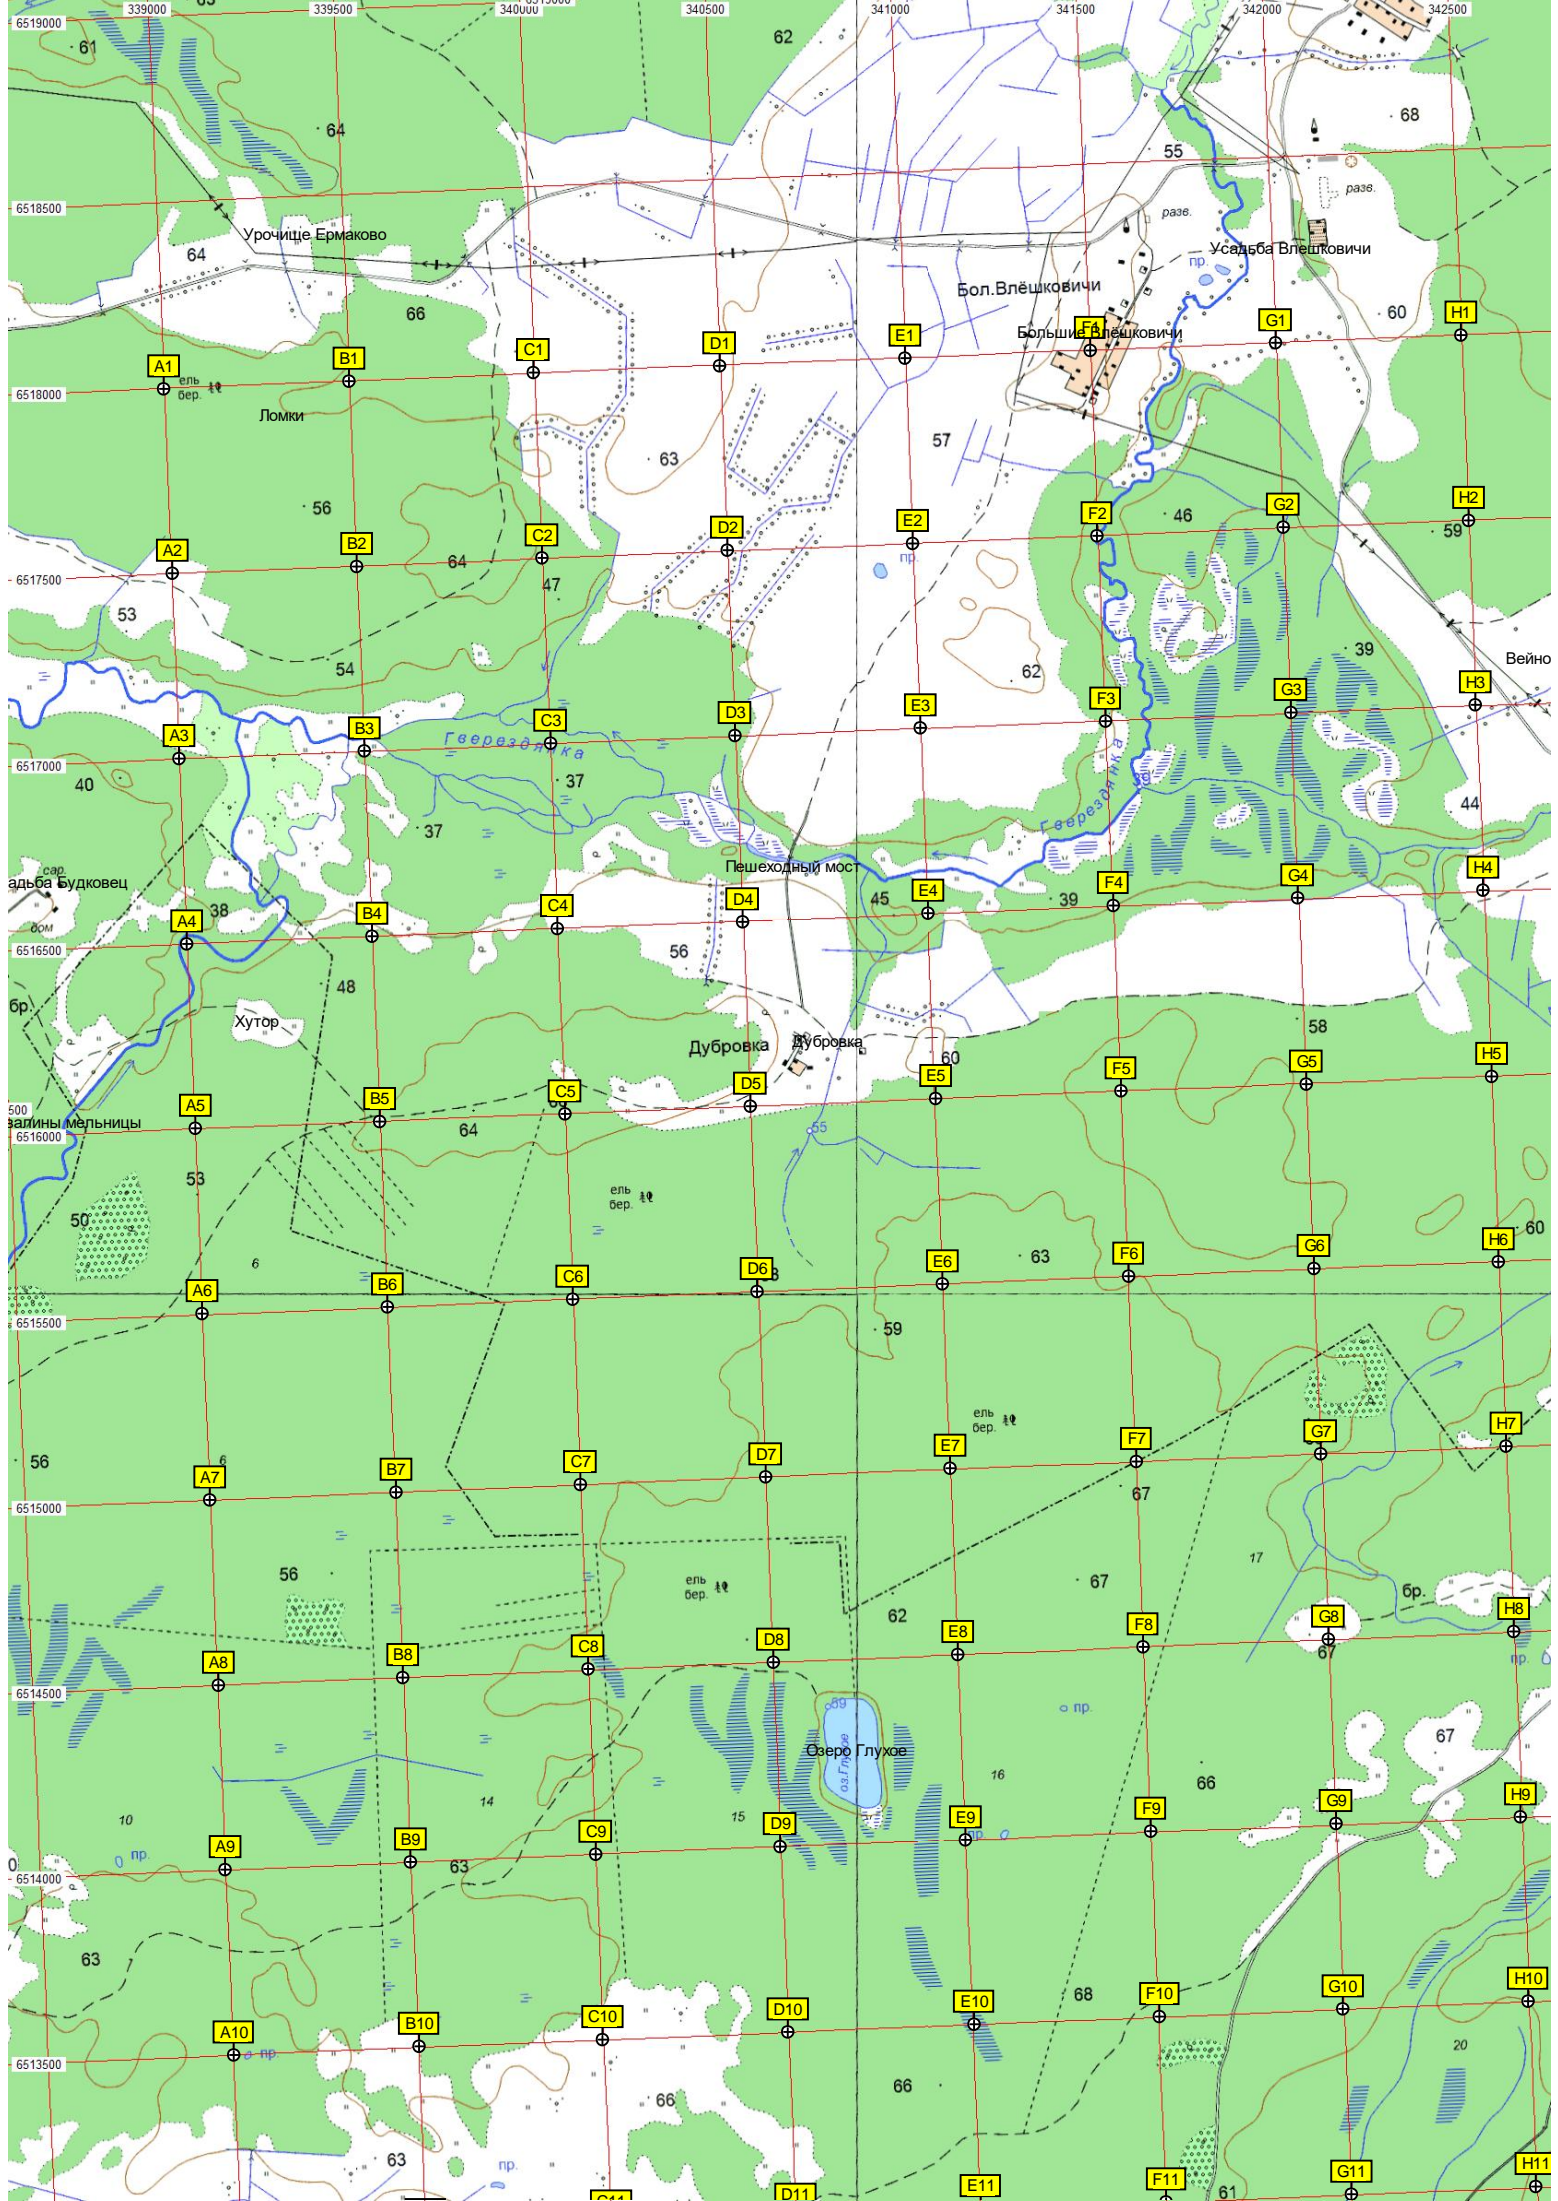 339000
339500
340000
340500
341000
341500
342000
342500
6519000
61
62
64
68
55
разв.
разв.
6518500
Урочище Ермаково
64
Усадьба Влешковичи
пр.
Бол.Влёшковичи
66
60
Большие Влёшковичи
A1
B1
C1
D1
E1
F1
G1
H1
ель
бер.
6518000
Ломки
57
63
56
46
59
A2
B2
C2
D2
E2
F2
G2
H2
64
47
пр.
6517500
53
54
62
39
Вейно
A3
B3
C3
D3
E3
F3
G3
H3
Гверездянка
Гверездянка
6517000
40
37
37
39
44
Пешеходный мост
сар.
адьба Будковец
38
дом
45
39
A4
B4
C4
D4
E4
F4
G4
H4
6516500
56
48
бр.
Хутор
58
Дубровка
Дубровка
60
A5
B5
C5
D5
E5
F5
G5
H5
500
валины мельницы
6516000
64
55
53
ель
бер.
50
60
63
6
A6
B6
C6
D6
E6
F6
G6
H6
6515500
59
ель
бер.
56
6
A7
B7
C7
D7
E7
F7
G7
H7
6515000
67
56
17
ель
бер.
67
бр.
62
A8
B8
C8
D8
E8
F8
G8
H8
67
пр.
6514500
59
пр.
67
Озеро Глухое
оз.Глухое
16
66
14
10
15
A9
B9
C9
D9
E9
F9
G9
H9
пр.
пр.
63
0
6514000
63
68
A10
B10
C10
D10
E10
F10
G10
H10
пр.
6513500
20
66
66
63
пр.
61
C11
D11
E11
F11
G11
H11